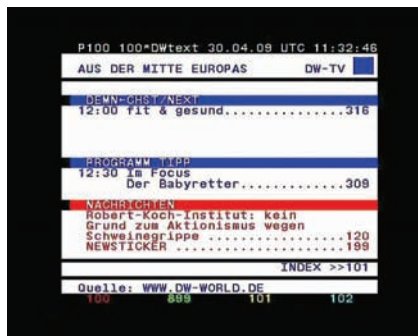 P100 100*DWtext 30.04.09 UTC 11:32:46
AUS DER MITTE EUROPAS DW-TV
DEMN-CHST/NEXT
12:00 fit & gesund...............316
PROGRAMM TIPP
12:30 Im Focus
Der Babyretter.............309
NACHRICHTEN
Robert-Koch-Institut: kein
Grund zum Aktionismus wegen
Schweinegrippe .................120
NEWSTICKER .....................199
INDEX >>101
Quelle: WWW.DW-WORLD.DE
100 899 101 102